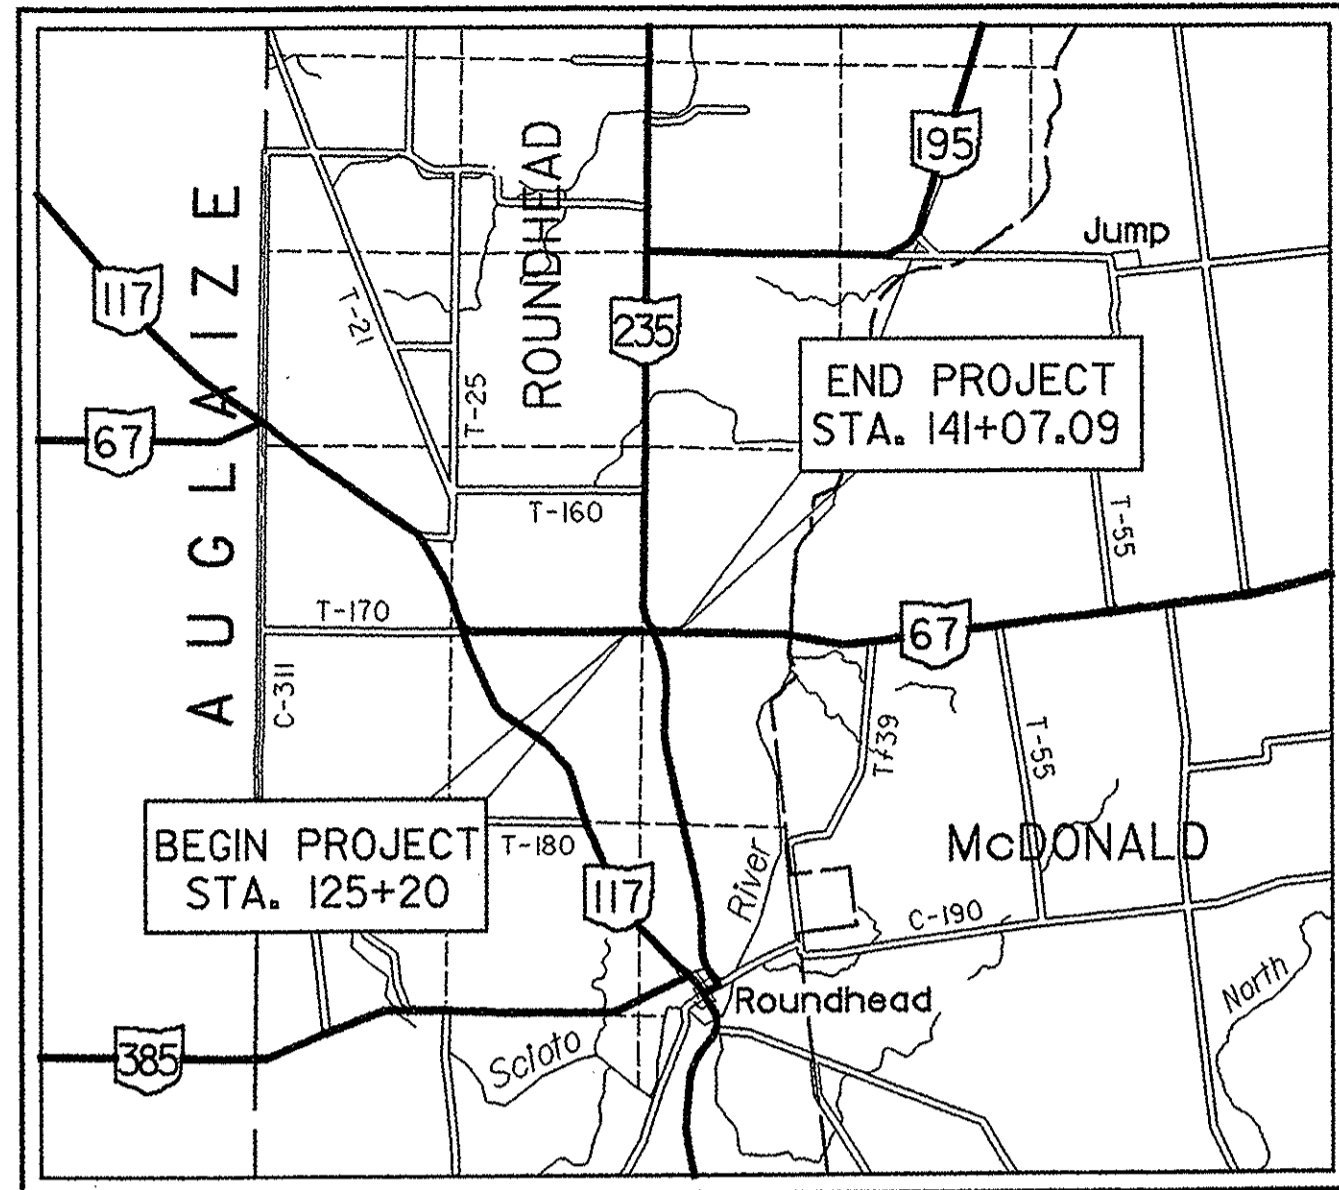 195
Jump
117
AUGLAIZE
T-21
ROUNDHEAD
235
T-25
END PROJECT
STA. 141+07.09
67
T-160
T-55
T-170
67
C-311
T-39
T-55
BEGIN PROJECT
STA. 125+20
T-180
117
River
McDONALD
C-190
Roundhead
North
385
Scioto